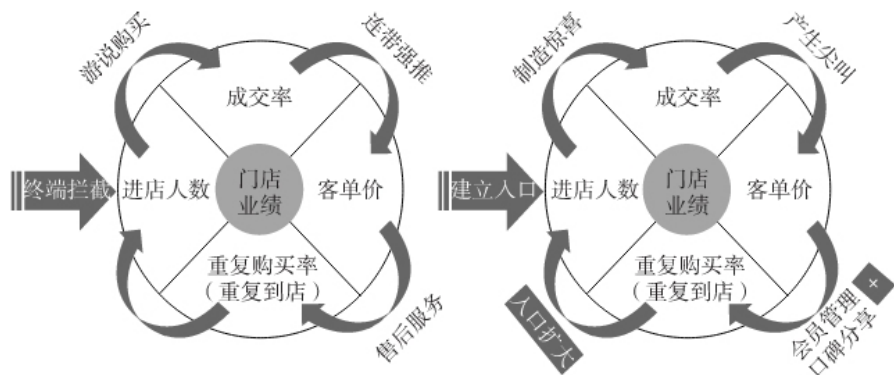 游说购买
连带强推
成交率
终端拦截
进店人数
门店
业绩
客单价
重复购买率
（重复到店）
售后服务
制造惊喜
产生尖叫
成交率
建立入口
进店人数
门店
业绩
客单价
重复购买率
（重复到店）
入口扩大
会员管理
+
口碑分享